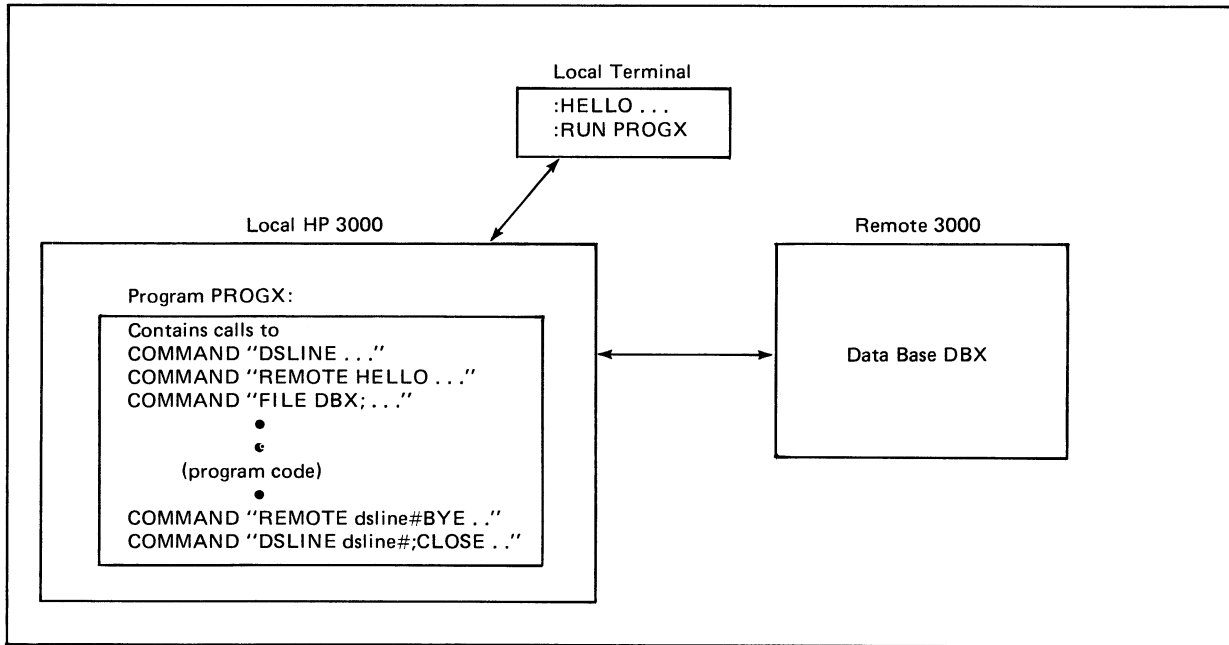 Local Terminal
:HELLO . . .
:RUN PROGX
Local HP 3000
Remote 3000
Program PROGX:
Contains calls to
COMMAND "DSLINE . . ."
COMMAND "REMOTE HELLO . . ."
COMMAND "FILE DBX; . . ."
(program code)
COMMAND "REMOTE dsline#BYE . ."
COMMAND "DSLINE dsline#;CLOSE . ."
Data Base DBX